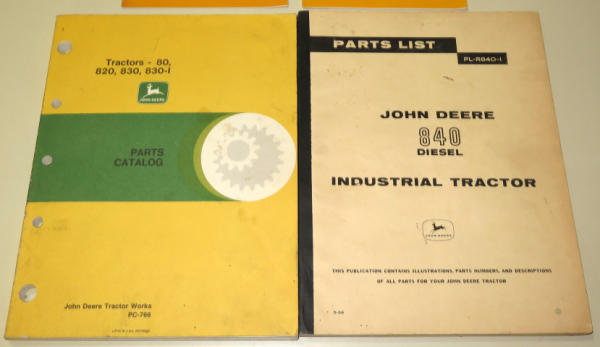 Tractors - 80,
820, 830, 830-I
JOHN DEERE
PARTS
CATALOG
John Deere Tractor Works
PC-766
PARTS LIST
PL-R840-I
JOHN DEERE
840
DIESEL
INDUSTRIAL TRACTOR
JOHN DEERE
THIS PUBLICATION CONTAINS ILLUSTRATIONS, PARTS NUMBERS, AND DESCRIPTIONS
OF ALL PARTS FOR YOUR JOHN DEERE TRACTOR